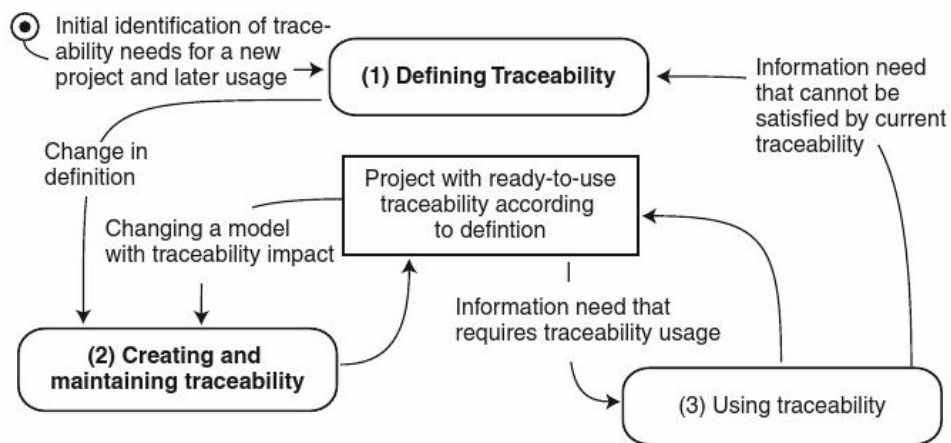 Initial identification of trace-
ability needs for a new
project and later usage
(1) Defining Traceability
Information need
that cannot be
satisfied by current
traceability
Change in
definition
Project with ready-to-use
traceability according
to defintion
Changing a model
with traceability impact
Information need that
requires traceability usage
(2) Creating and
maintaining traceability
(3) Using traceability